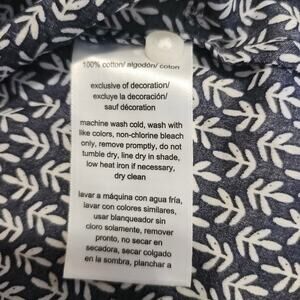 100% cotton/ algodón/ coton
exclusive of decoration/
excluye la decoración/
sauf décoration
machine wash cold, wash with
like colors, non-chlorine bleach
only, remove promptly, do not
tumble dry, line dry in shade,
low heat iron if necessary,
dry clean
lavar a máquina con agua fría,
lavar con colores similares,
usar blanqueador sin
cloro solamente, remover
pronto, no secar en
secadora, secar colgado
en la sombra, planchar a